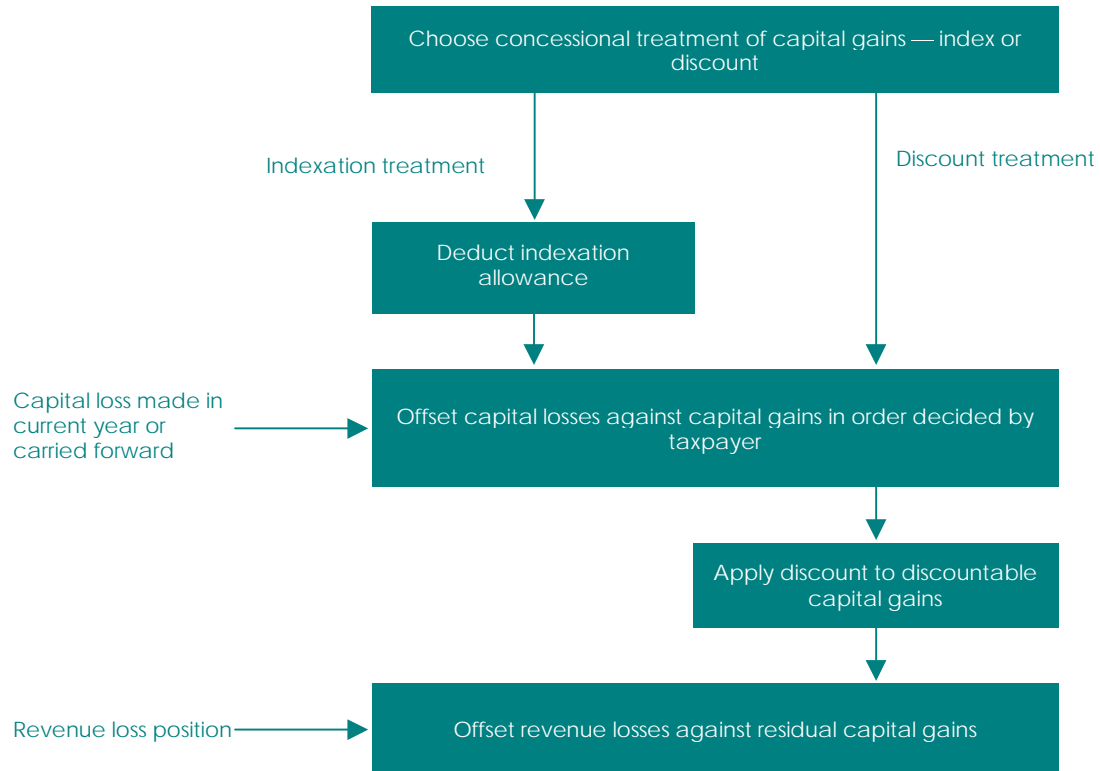 Choose concessional treatment of capital gains — index or
discount
Indexation treatment
Discount treatment
Deduct indexation
allowance
Capital loss made in
current year or
carried forward
Offset capital losses against capital gains in order decided by
taxpayer
Apply discount to discountable
capital gains
Revenue loss position
Offset revenue losses against residual capital gains